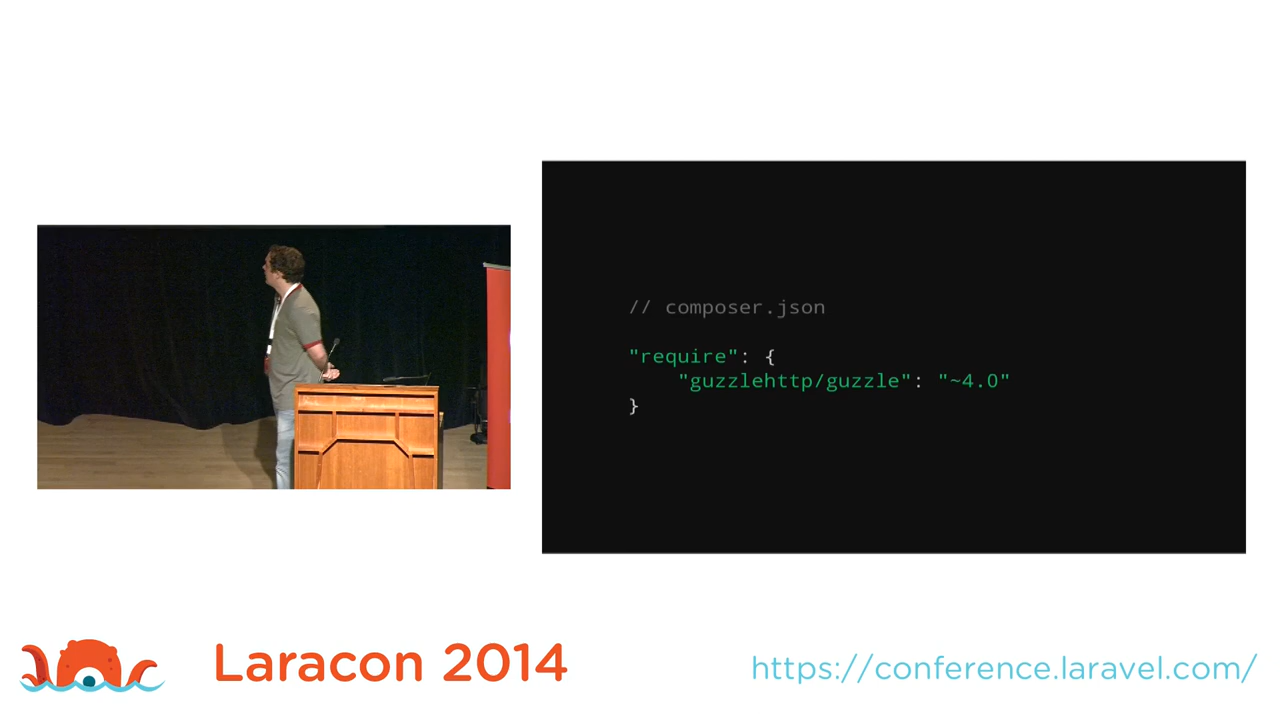 // composer.json
"require": {
"guzzlehttp/guzzle": "~4.0"
}
Laracon 2014
https://conference.laravel.com/